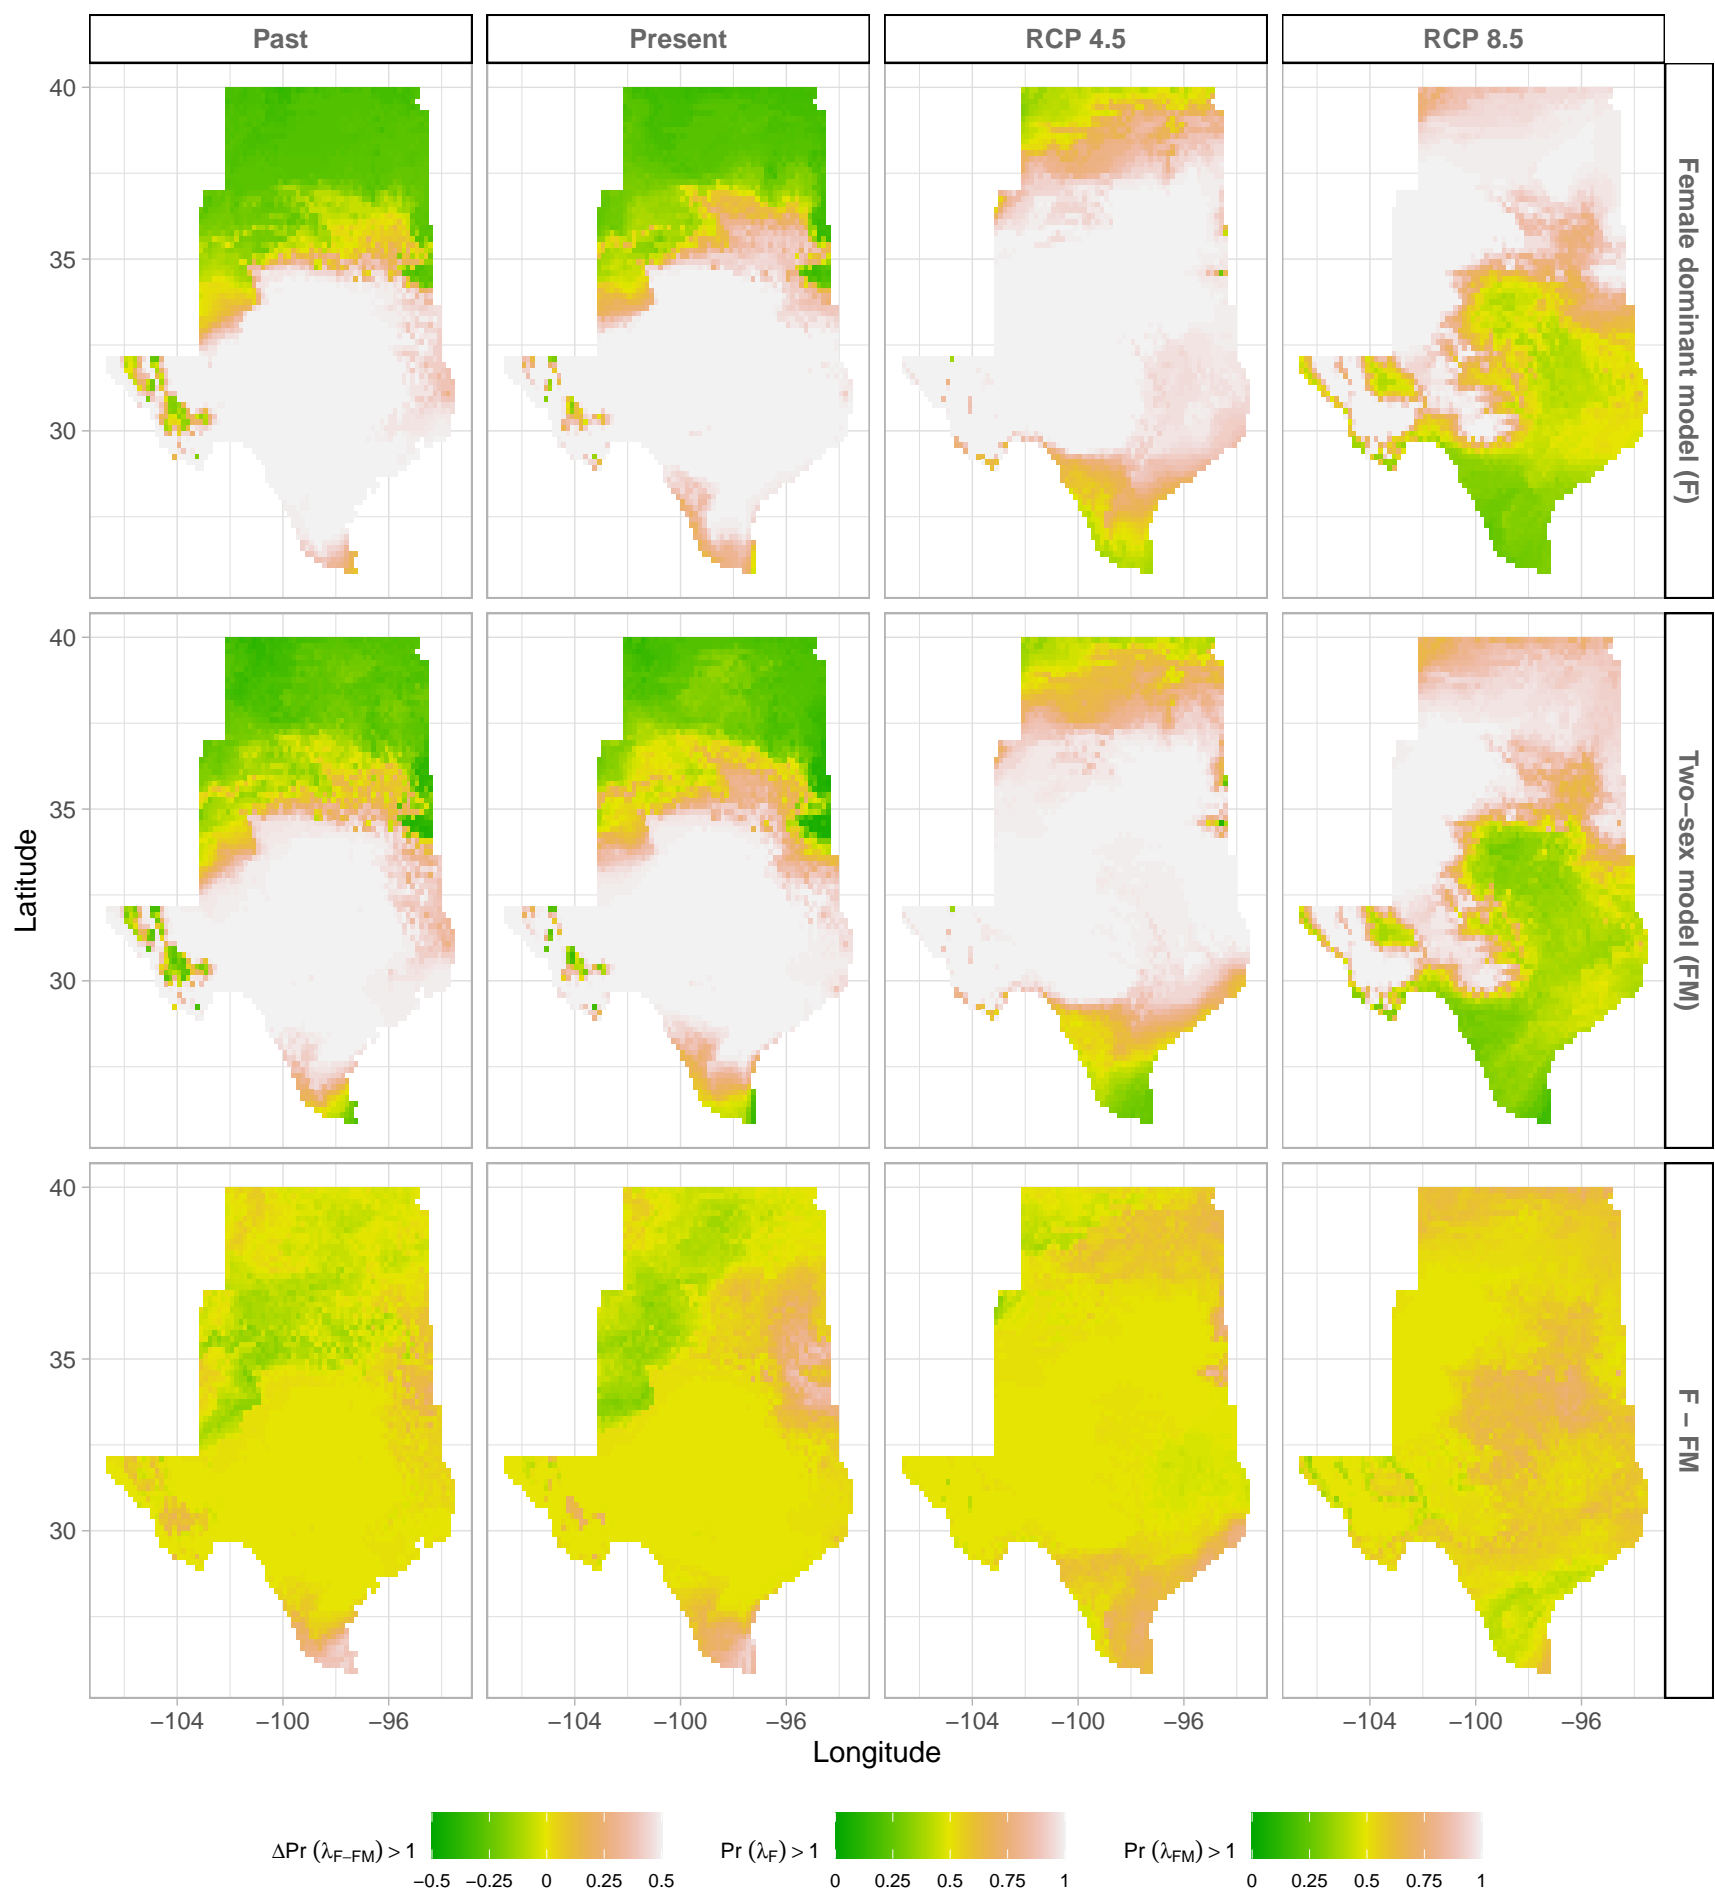 Past Present RCP 4.5 RCP 8.5
40
35
30
Female dominant model (F)
40
35
30
Two−sex model (FM)
40
35
30
F − FM
Latitude
−104 −100 −96 −104 −100 −96 −104 −100 −96 −104 −100 −96
Longitude
ΔPr (λF−FM) > 1
−0.5 −0.25 0 0.25 0.5
Pr (λF) > 1
0 0.25 0.5 0.75 1
Pr (λFM) > 1
0 0.25 0.5 0.75 1